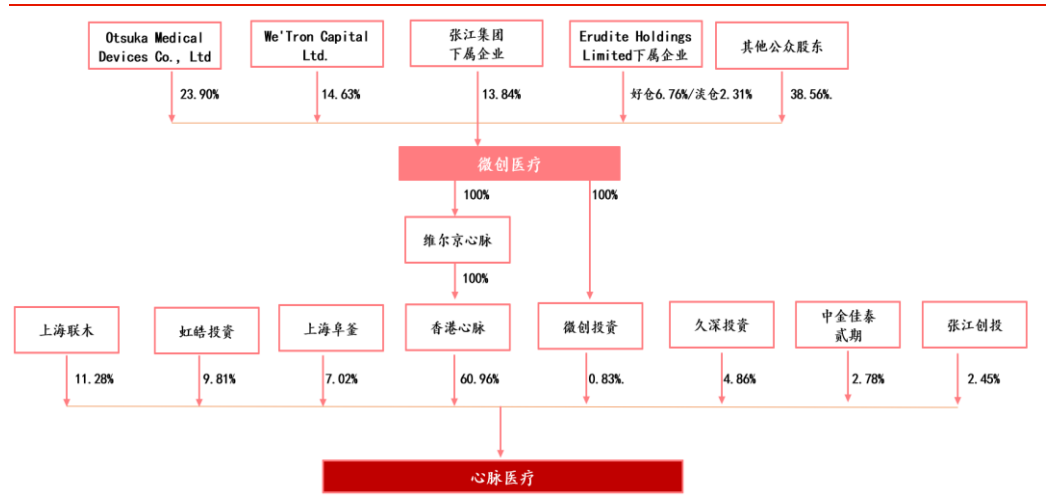 Otsuka Medical
Devices Co., Ltd
We'Tron Capital
Ltd.
张江集团
下属企业
Erudite Holdings
Limited下属企业
其他公众股东
23.90%
14.63%
13.84%
好仓6.76%/淡仓2.31%
38.56%.
微创医疗
100%
100%
维尔京心脉
100%
上海联木
虹皓投资
上海阜釜
香港心脉
微创投资
久深投资
中金佳泰
贰期
张江创投
11.28%
9.81%
7.02%
60.96%
0.83%.
4.86%
2.78%
2.45%
心脉医疗